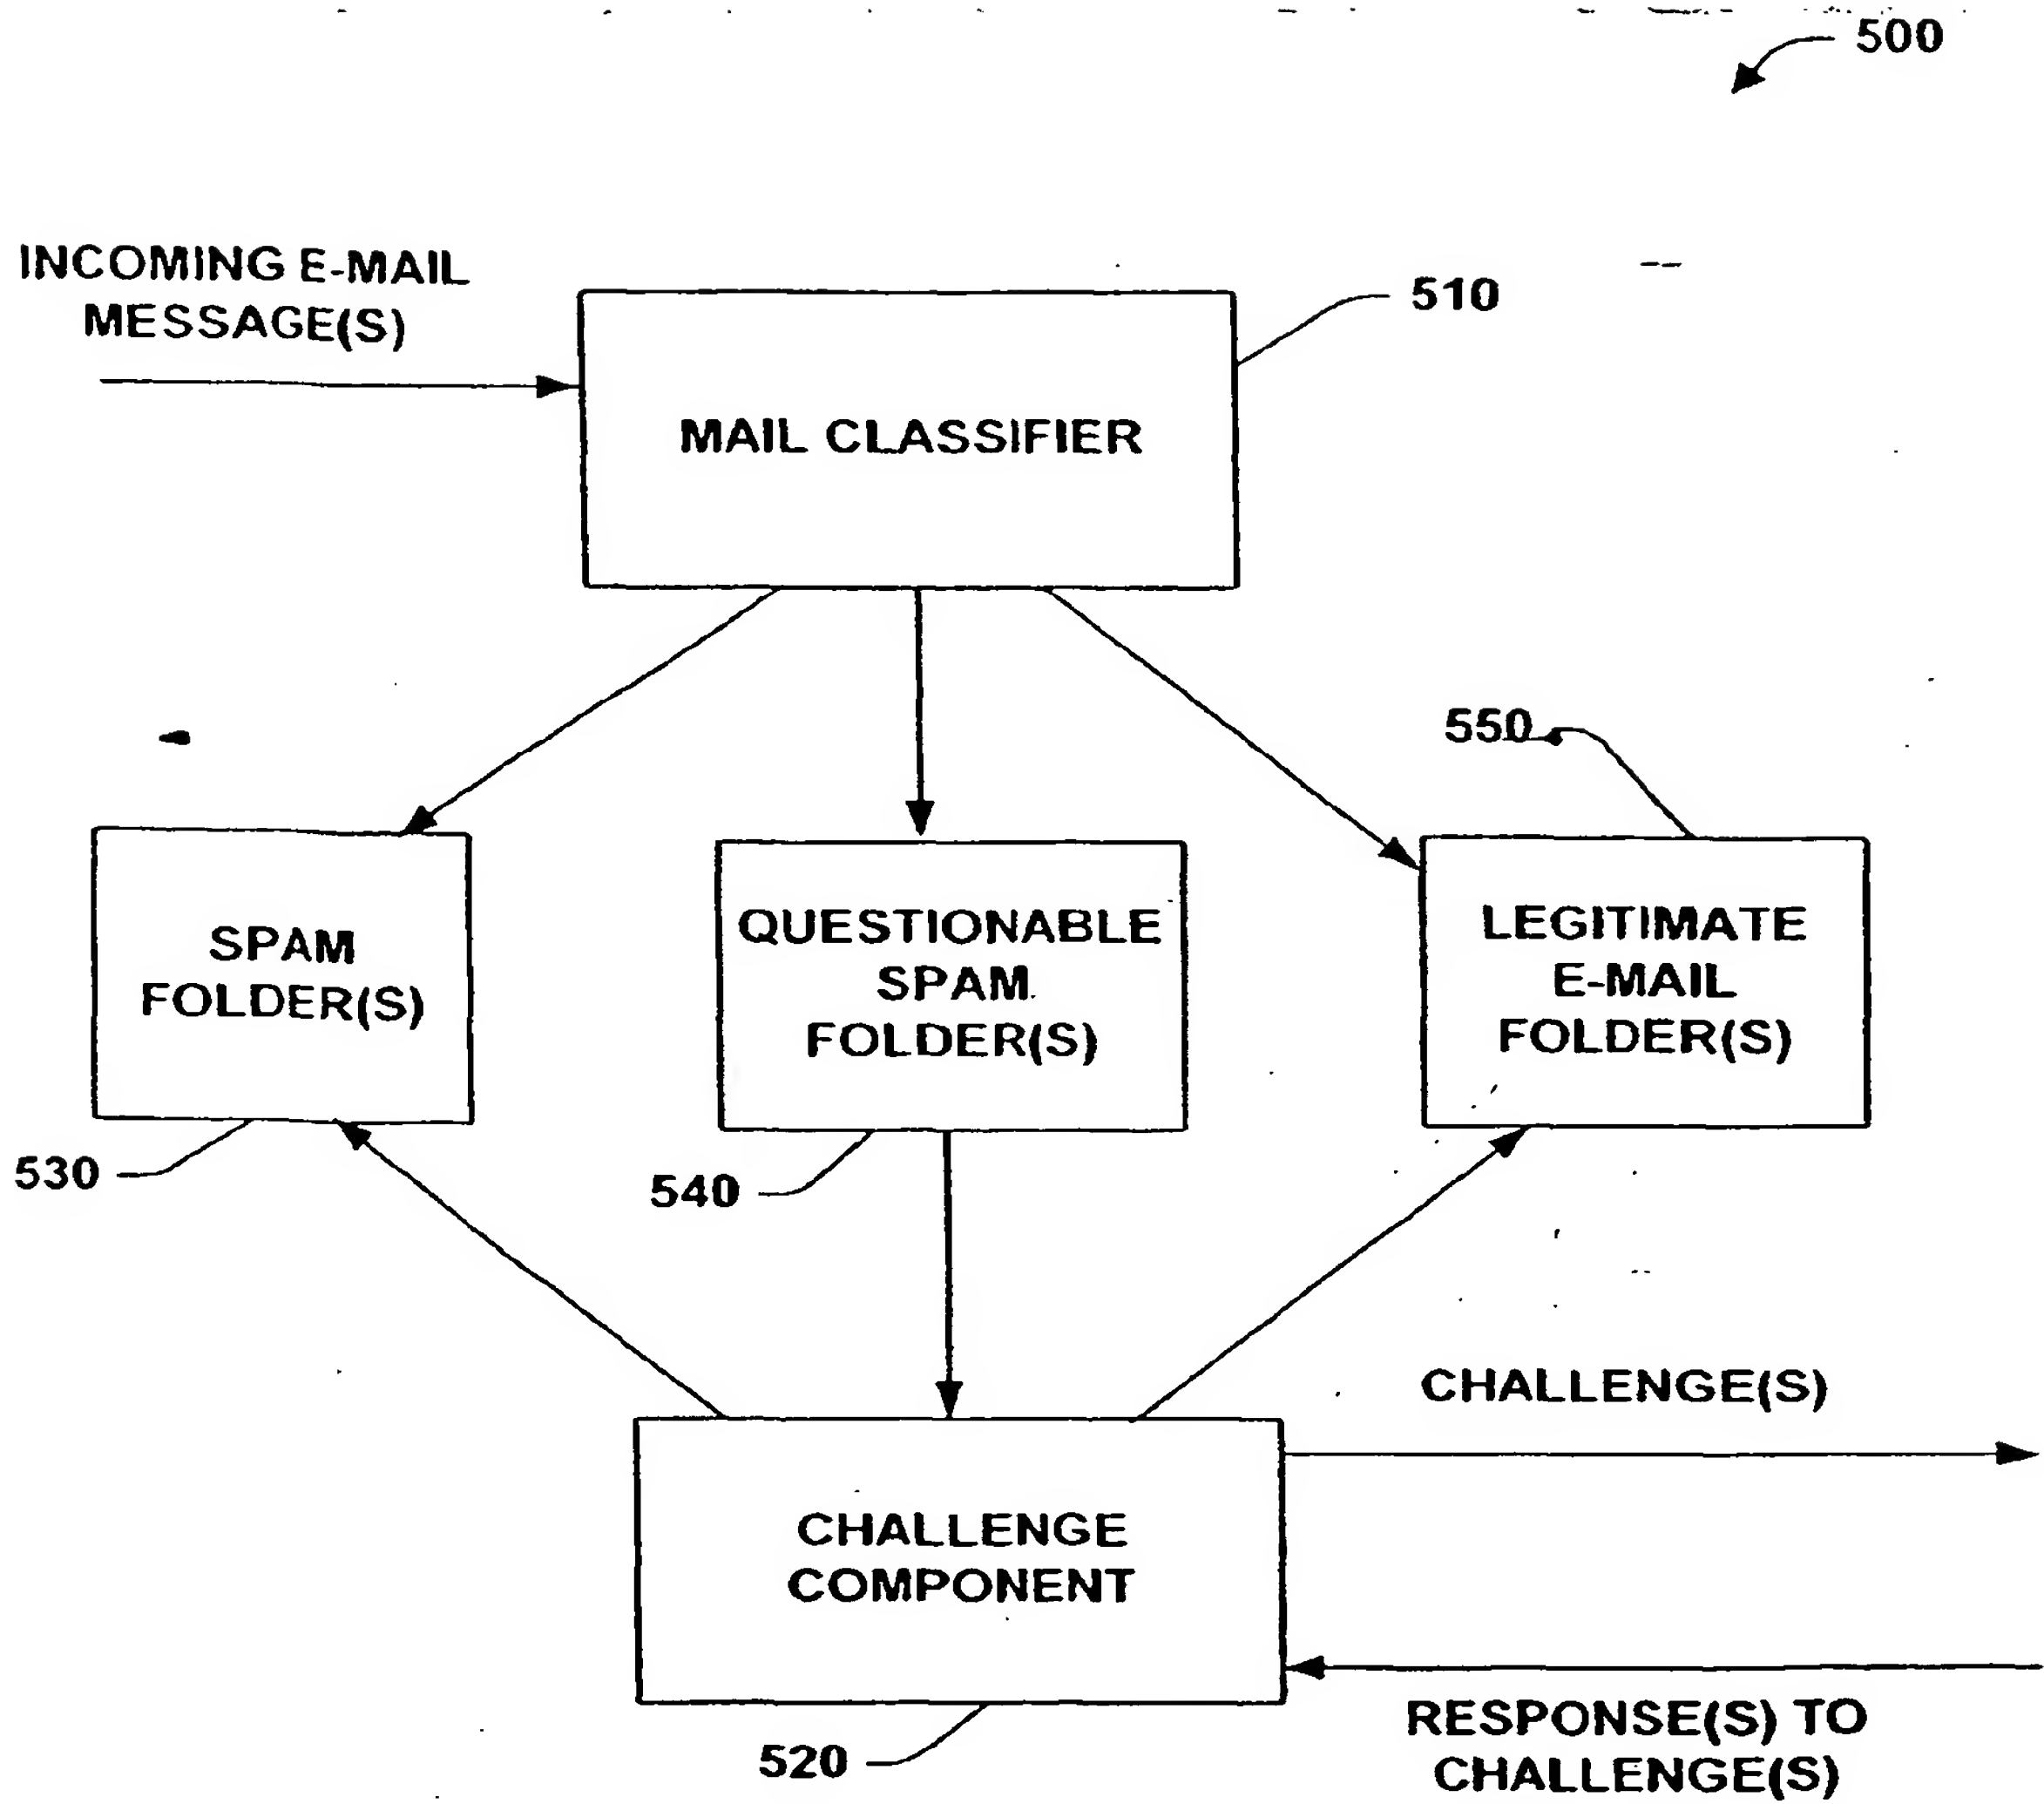 500
INCOMING E-MAIL
MESSAGE(S)
510
MAIL CLASSIFIER
550
SPAM
FOLDER(S)
QUESTIONABLE
SPAM
FOLDER(S)
LEGITIMATE
E-MAIL
FOLDER(S)
530
540
CHALLENGE(S)
CHALLENGE
COMPONENT
RESPONSE(S) TO
CHALLENGE(S)
520